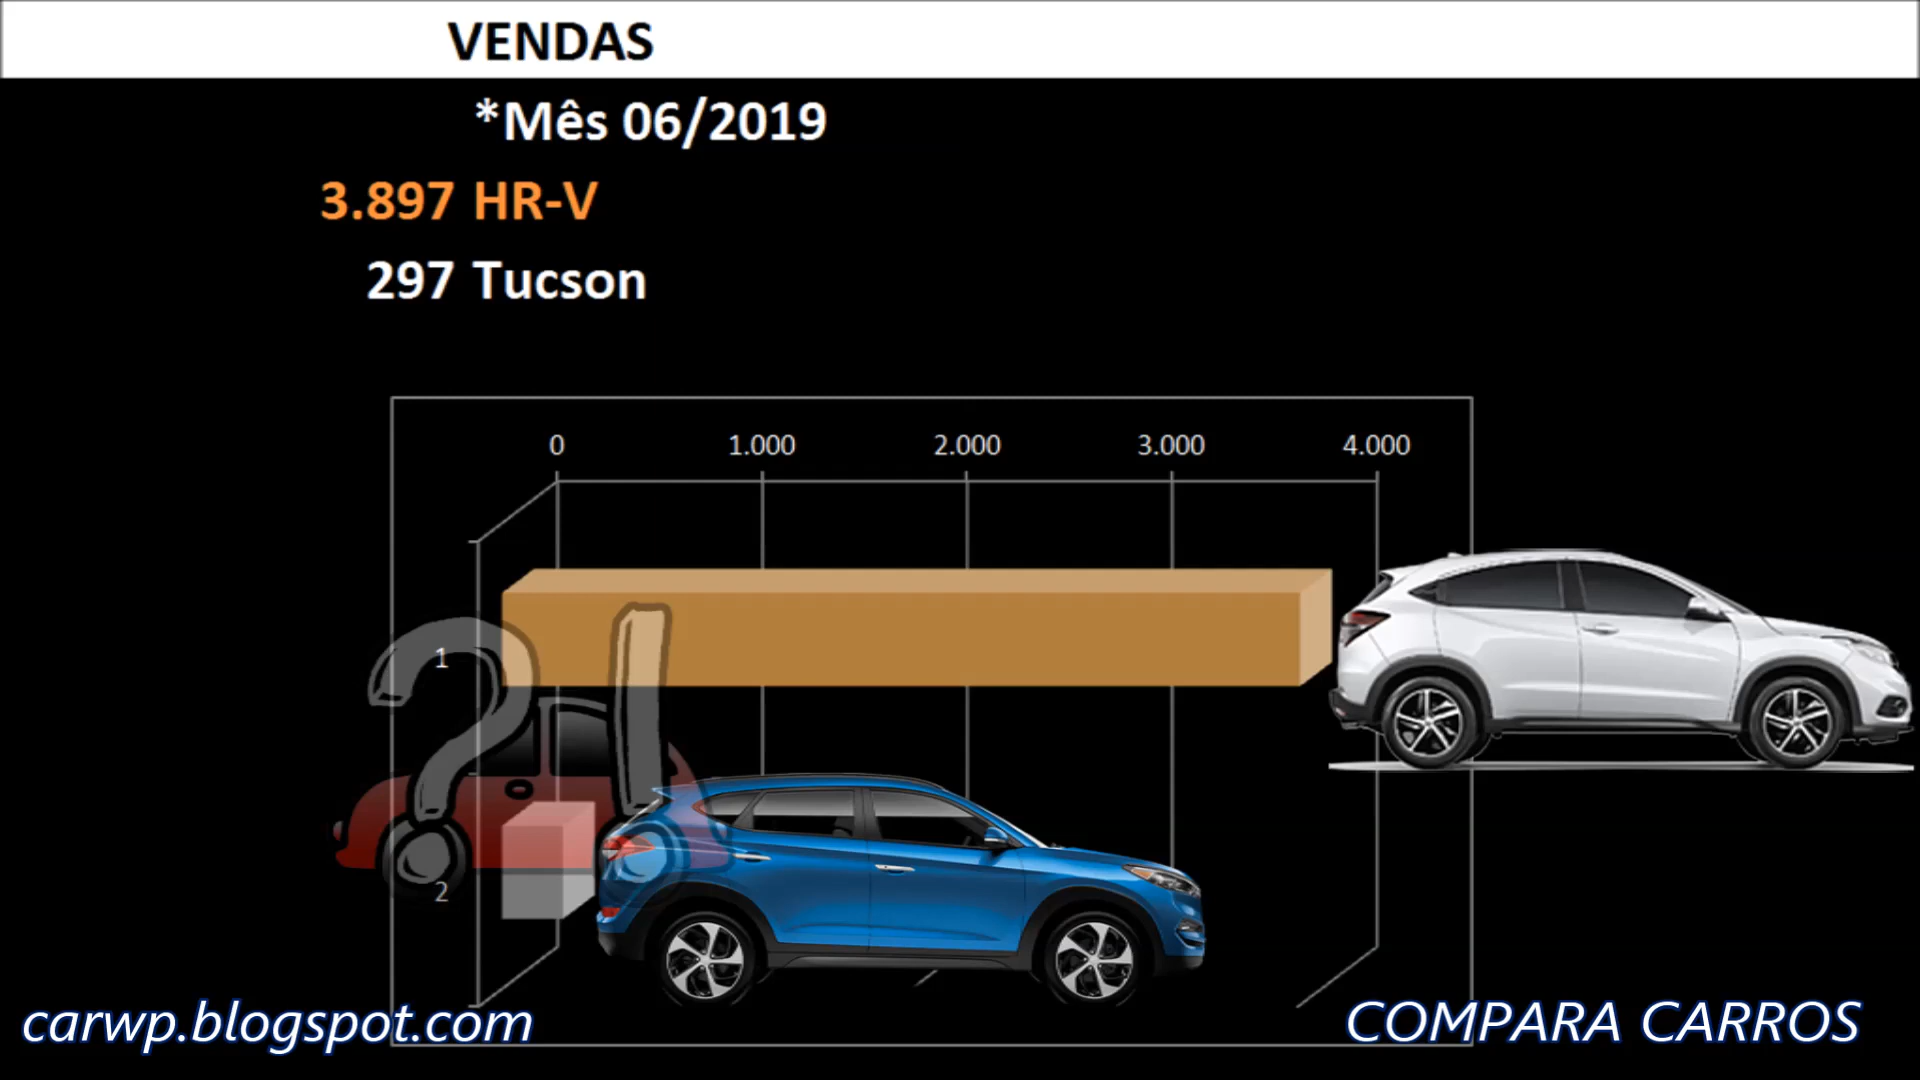 VENDAS
*Mês 06/2019
3.897 HR-V
297 Tucson
0 1.000 2.000 3.000 4.000
1
2
?!
carwp.blogspot.com
COMPARA CARROS